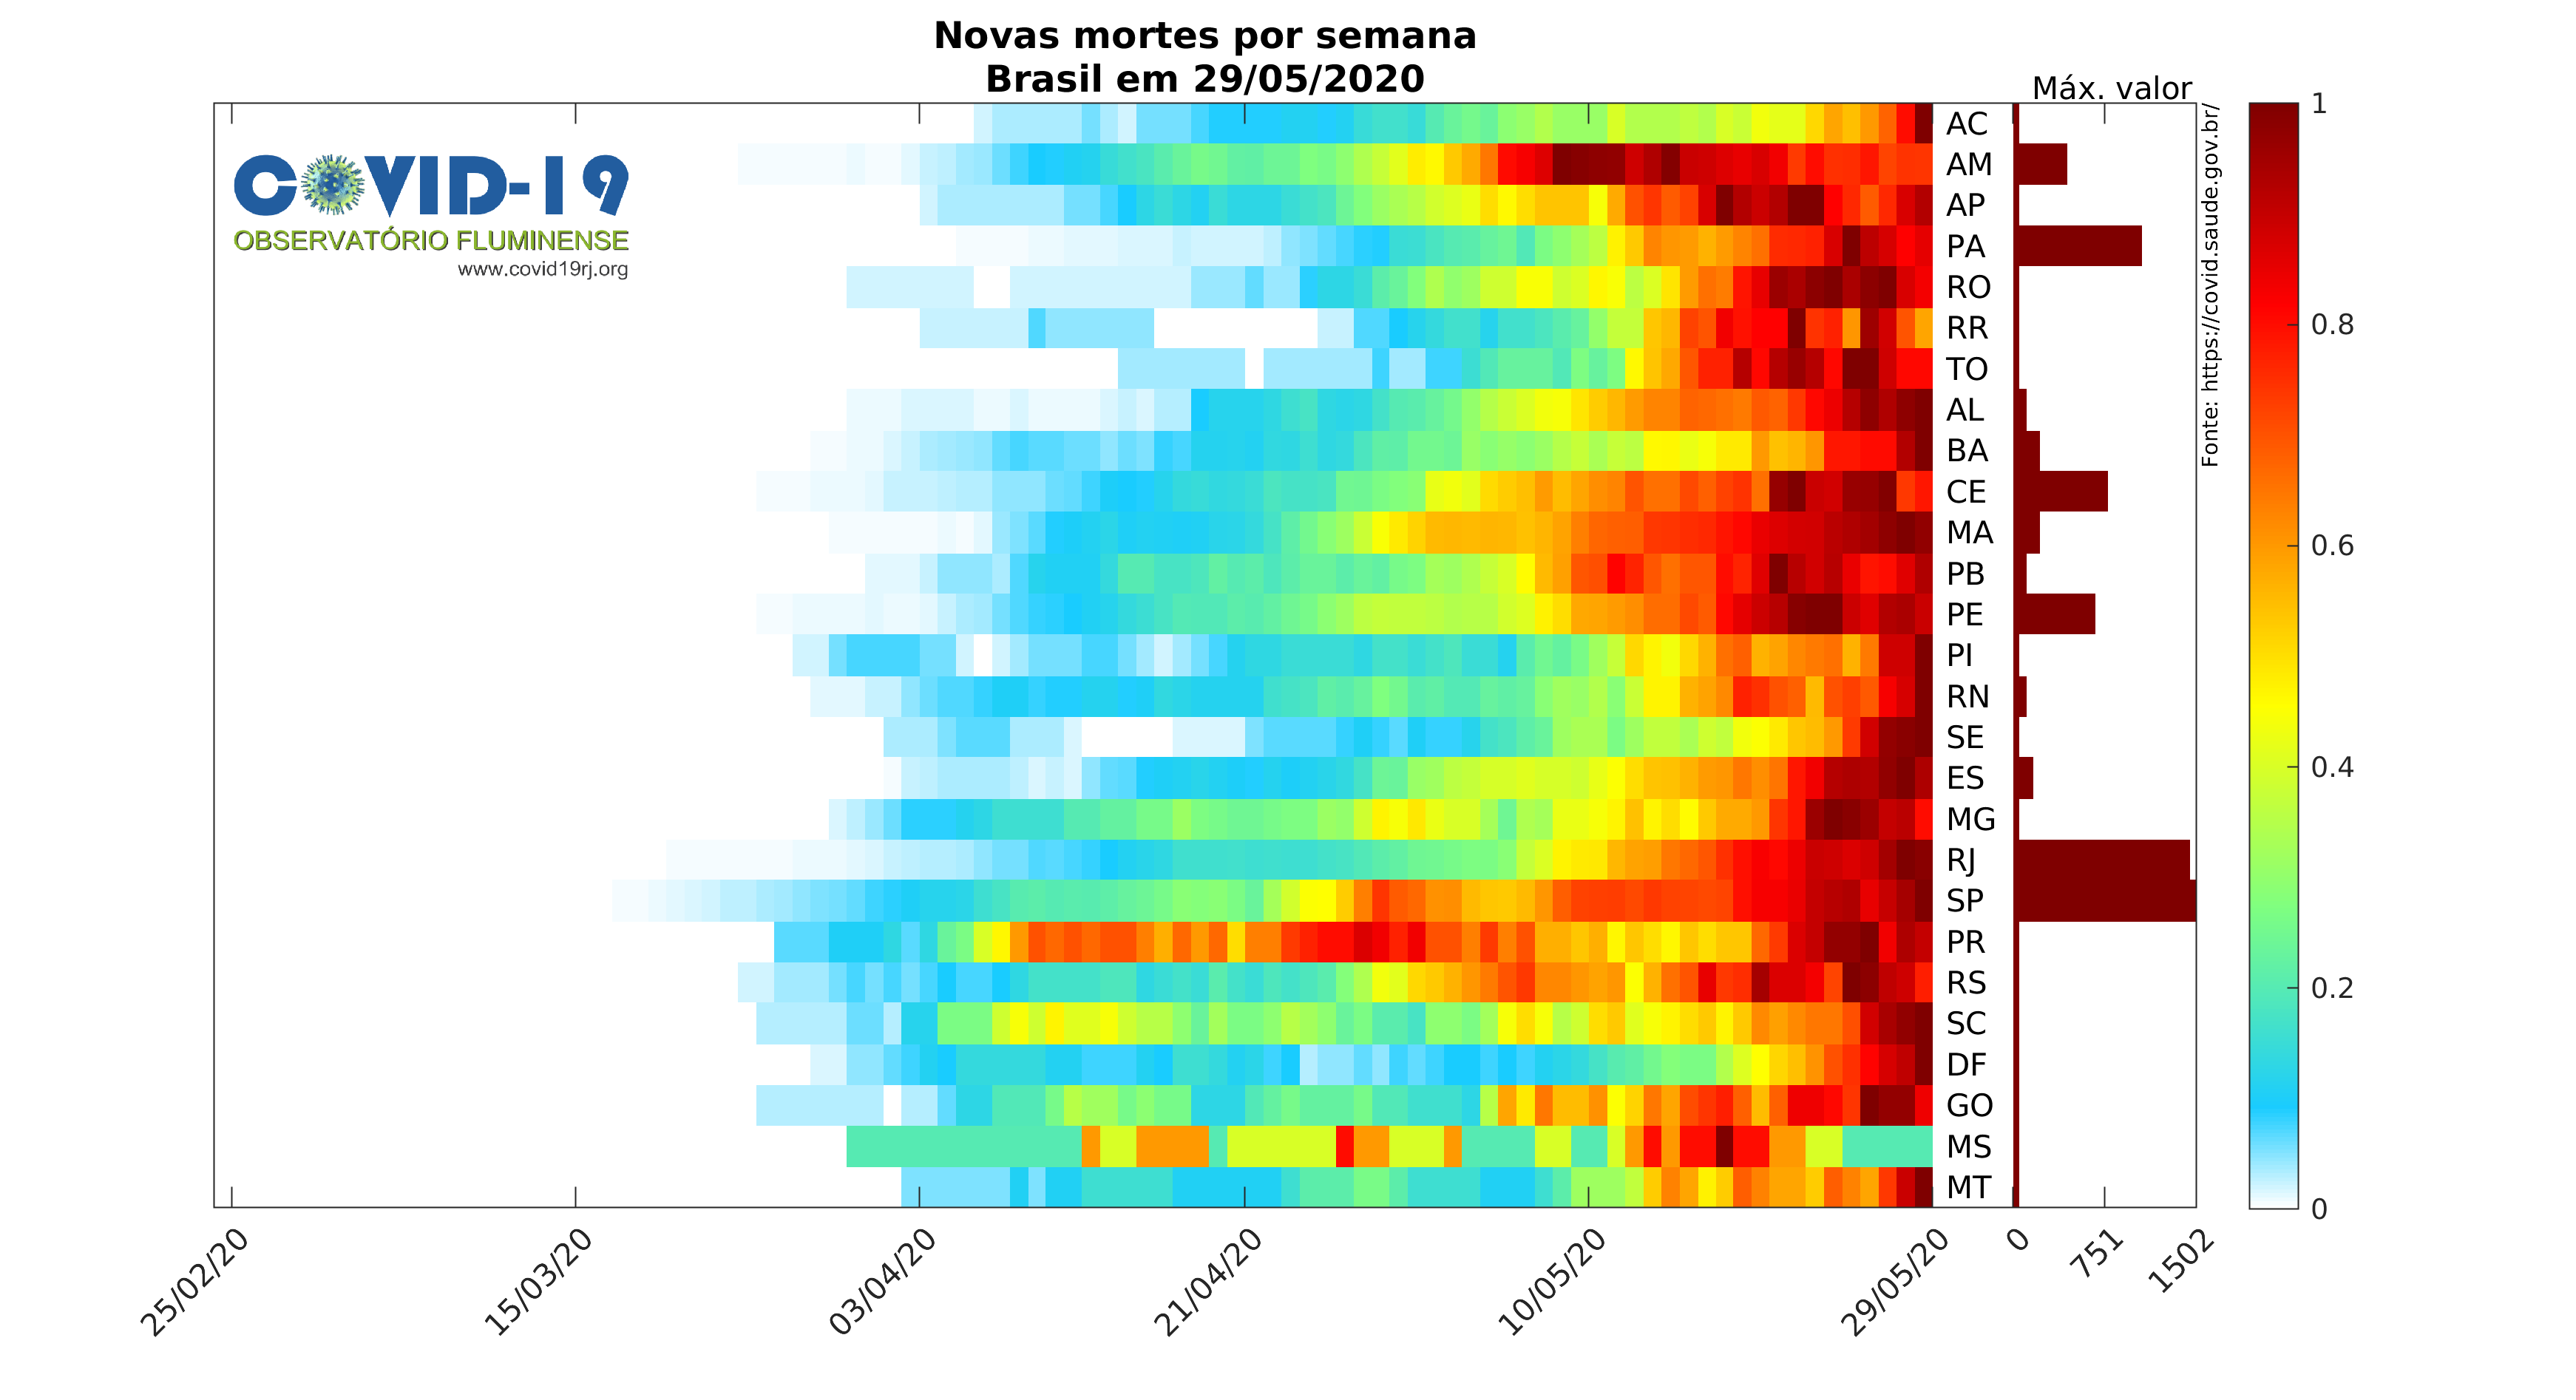 Novas mortes por semana
Brasil em 29/05/2020
Máx. valor
COVID-19
OBSERVATÓRIO FLUMINENSE
www.covid19rj.org
AC
AM
AP
PA
RO
RR
TO
AL
BA
CE
MA
PB
PE
PI
RN
SE
ES
MG
RJ
SP
PR
RS
SC
DF
GO
MS
MT
Fonte: https://covid.saude.gov.br/
1
0.8
0.6
0.4
0.2
0
25/02/20
15/03/20
03/04/20
21/04/20
10/05/20
29/05/20
0
751
1502